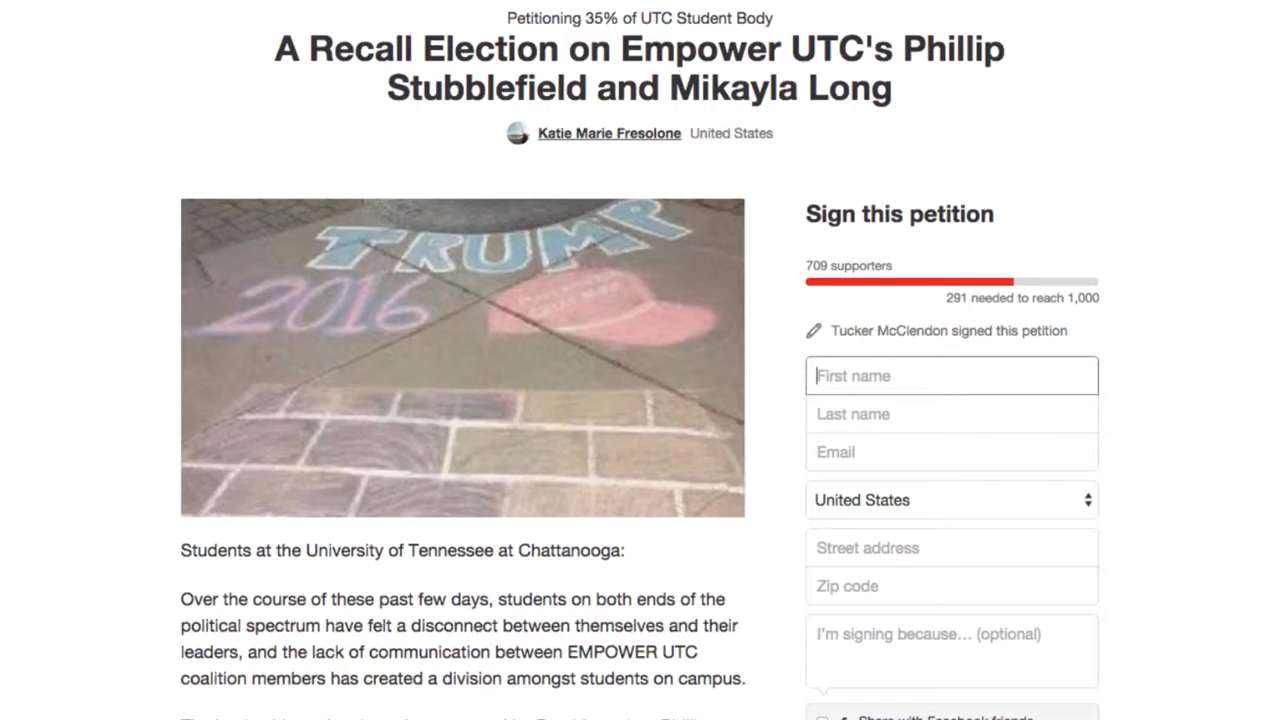 Petitioning 35% of UTC Student Body
A Recall Election on Empower UTC's Phillip
Stubblefield and Mikayla Long
Katie Marie Fresolone United States
TRUMP
2016
Sign this petition
709 supporters
291 needed to reach 1,000
Tucker McClendon signed this petition
First name
Last name
Email
United States
Street address
Zip code
I'm signing because... (optional)
Share with Facebook friends
Students at the University of Tennessee at Chattanooga:
Over the course of these past few days, students on both ends of the
political spectrum have felt a disconnect between themselves and their
leaders, and the lack of communication between EMPOWER UTC
coalition members has created a division amongst students on campus.